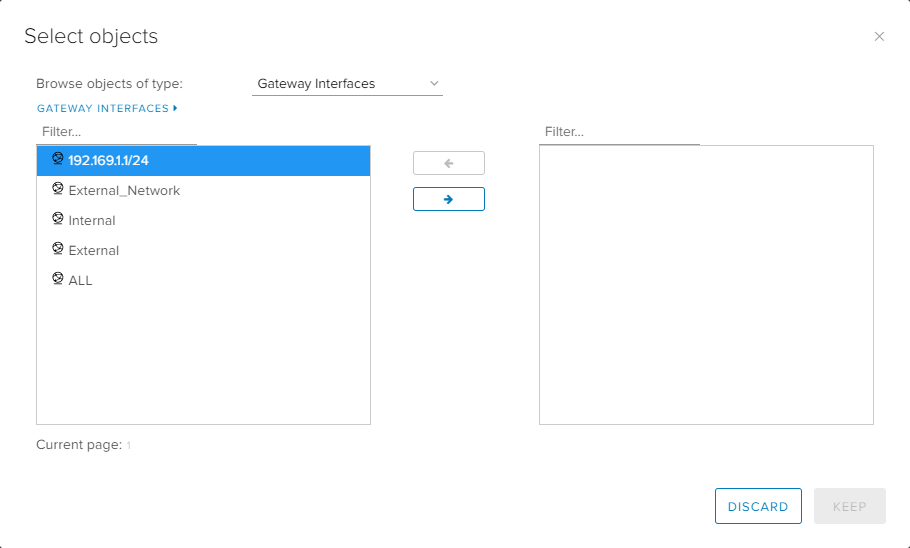 Select objects
Browse objects of type: Gateway Interfaces
GATEWAY INTERFACES
Filter... Filter...
192.169.1.1/24
External_Network
Internal
External
ALL
Current page: 1
DISCARD KEEP